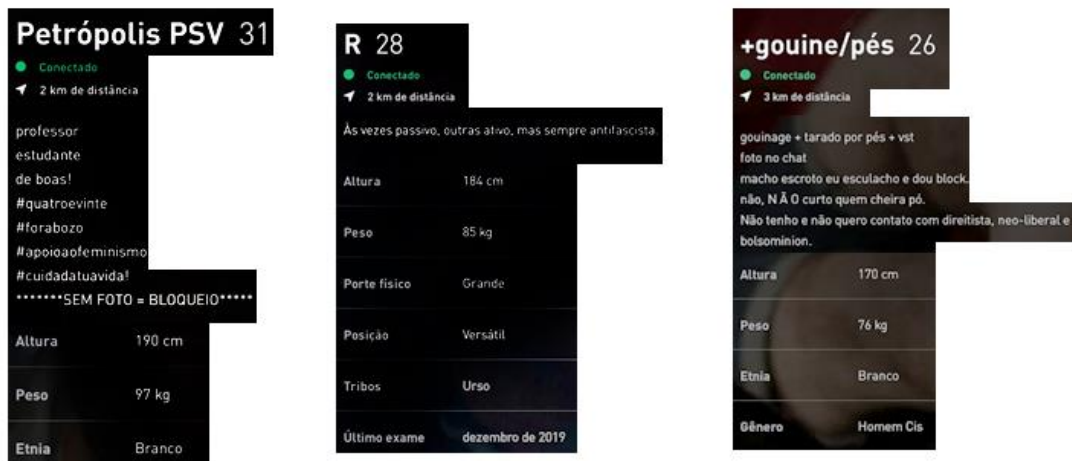 Petrópolis PSV 31
Conectado
2 km de distância
professor
estudante
de boas!
#quatroevinte
#forabozo
#apoioaofeminismo
#cuidadatuavida!
*******SEM FOTO = BLOQUEIO*****
Altura 190 cm
Peso 97 kg
Etnia Branco
R 28
Conectado
2 km de distância
Às vezes passivo, outras ativo, mas sempre antifascista.
Altura 184 cm
Peso 85 kg
Porte físico Grande
Posição Versátil
Tribos Urso
Último exame dezembro de 2019
+gouine/pés 26
Conectado
3 km de distância
gouinage + tarado por pés + vst
foto no chat
macho escroto eu esculacho e dou block.
não, N Ã O curto quem cheira pó.
Não tenho e não quero contato com direitista, neo-liberal e
bolsominion.
Altura 170 cm
Peso 76 kg
Etnia Branco
Gênero Homem Cis